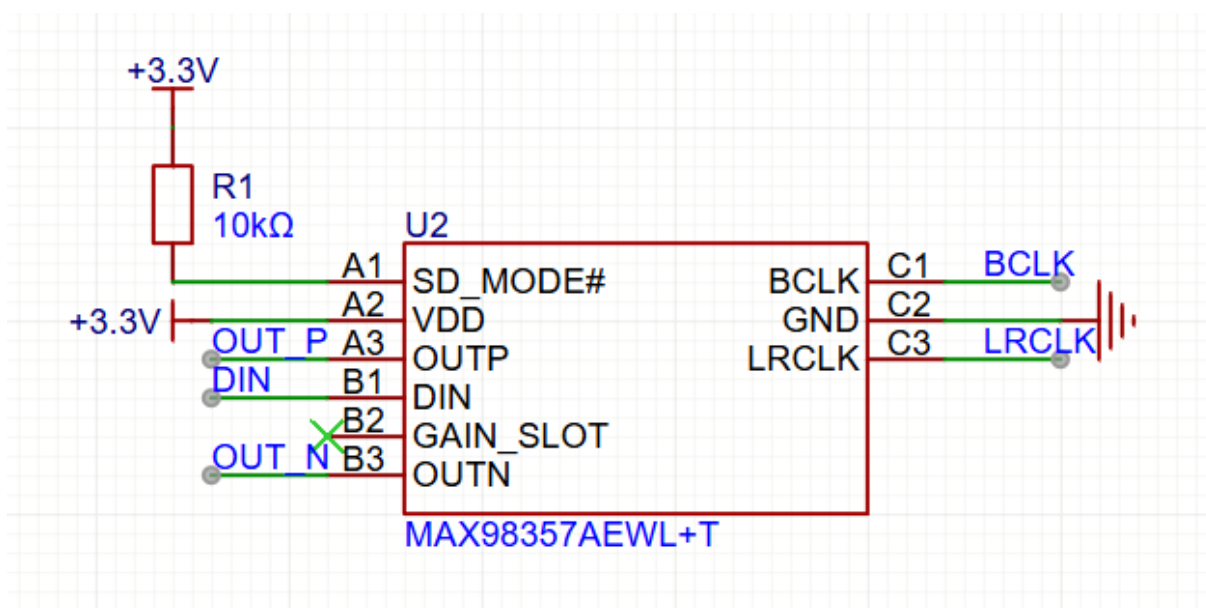 +3.3V
R1
10kΩ
U2
A1 SD_MODE# BCLK C1 BCLK
+3.3V A2 VDD GND C2
OUT_P A3 OUTP LRCLK C3 LRCLK
DIN B1 DIN
B2 GAIN_SLOT
OUT_N B3 OUTN
MAX98357AEWL+T